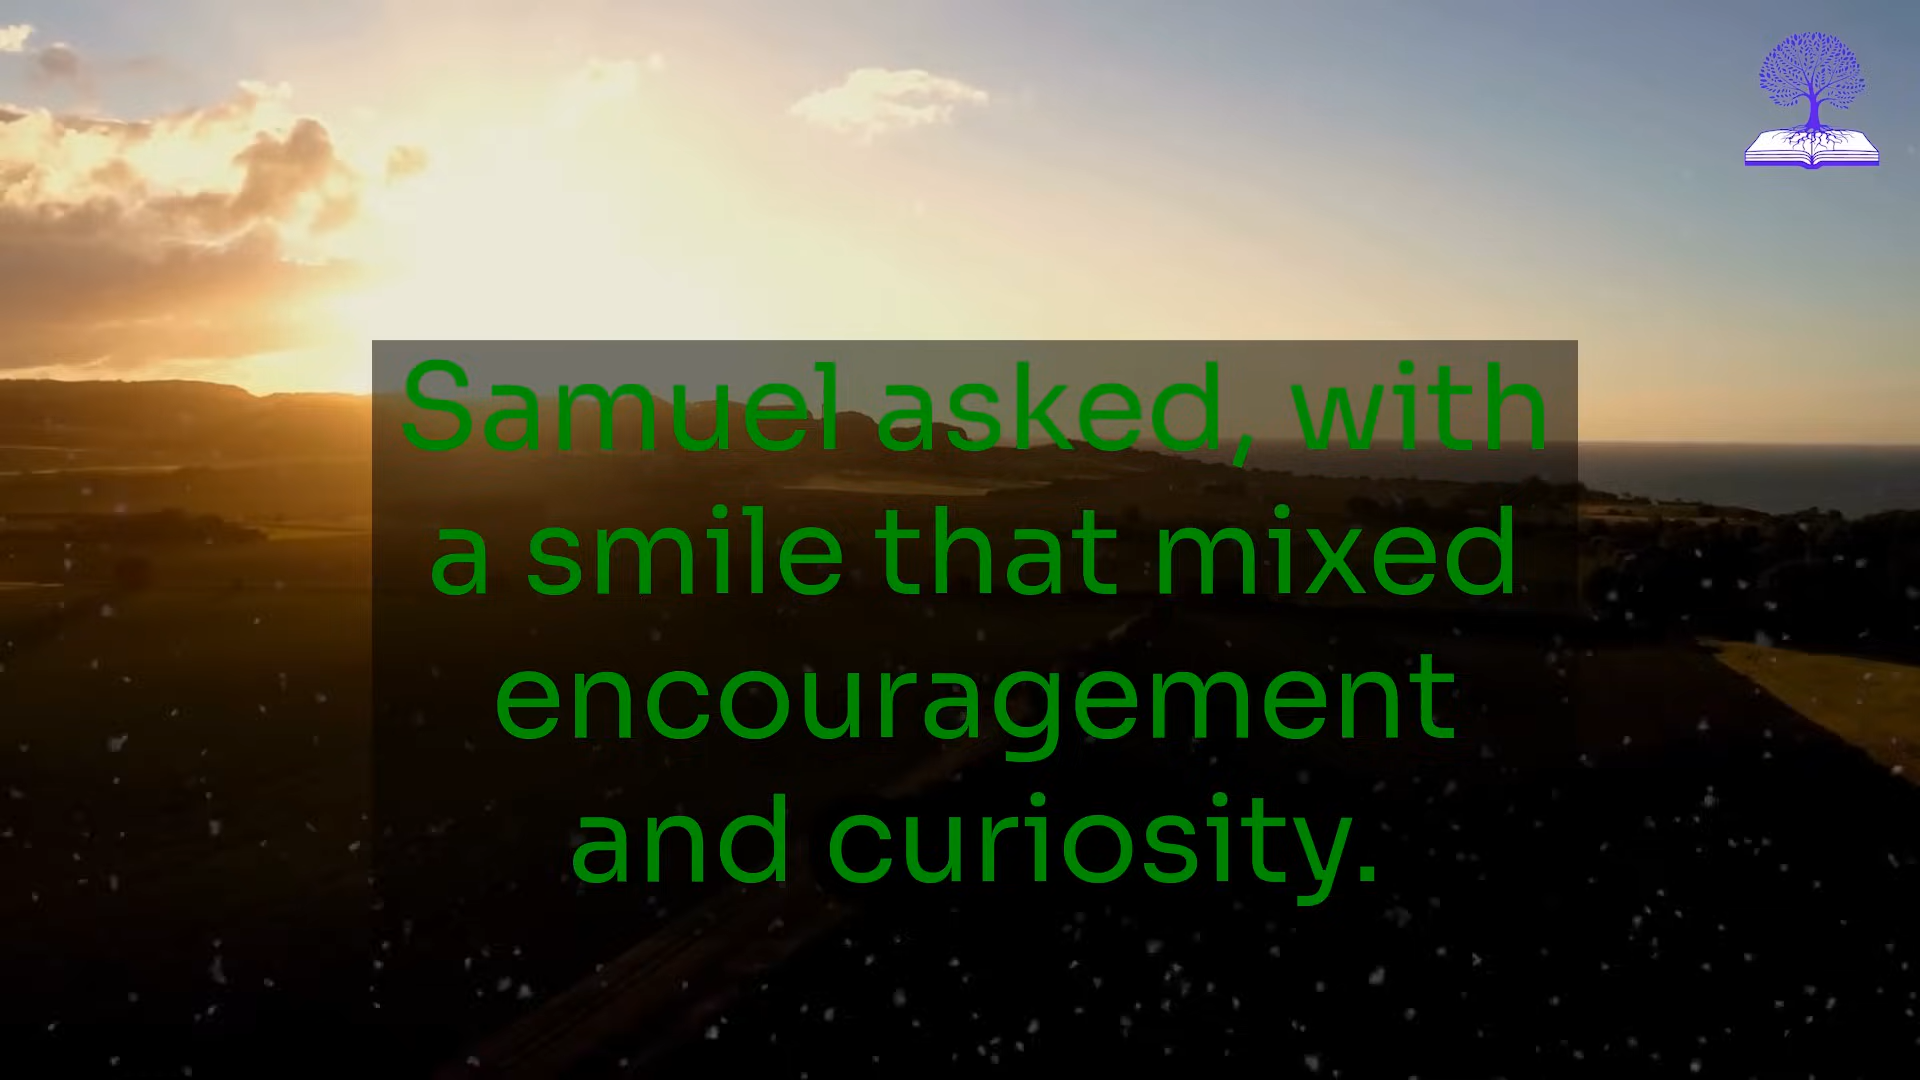 Samuel asked, with
a smile that mixed
encouragement
and curiosity.